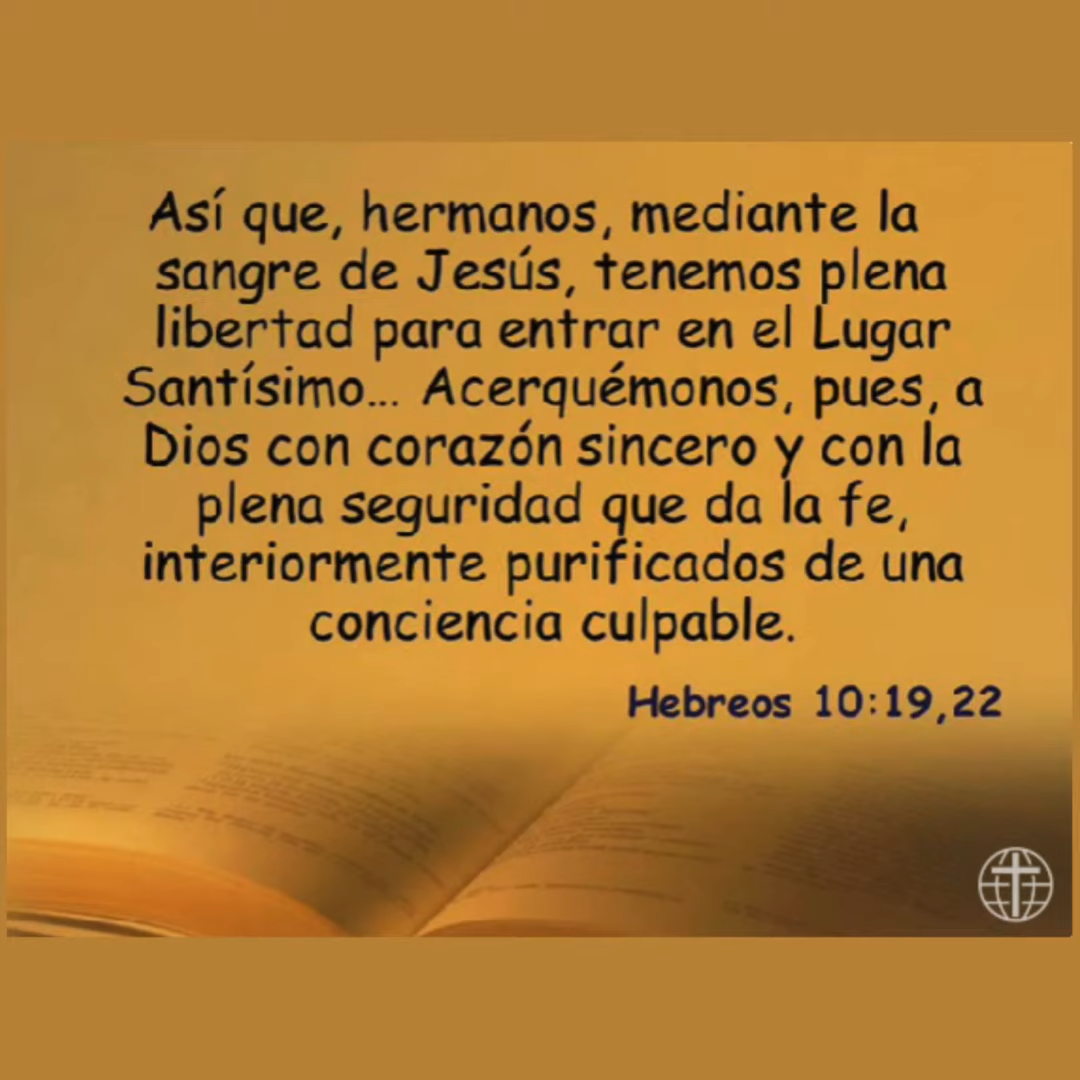 Así que, hermanos, mediante la
sangre de Jesús, tenemos plena
libertad para entrar en el Lugar
Santísimo... Acerquémonos, pues, a
Dios con corazón sincero y con la
plena seguridad que da la fe,
interiormente purificados de una
conciencia culpable.
Hebreos 10:19,22